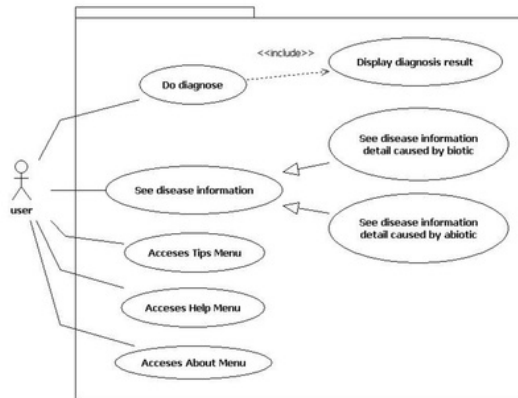 <<include>>
Display diagnosis result
Do diagnose
See disease information
detail caused by biotic
See disease information
user
See disease information
detail caused by abiotic
Acceses Tips Menu
Acceses Help Menu
Acceses About Menu